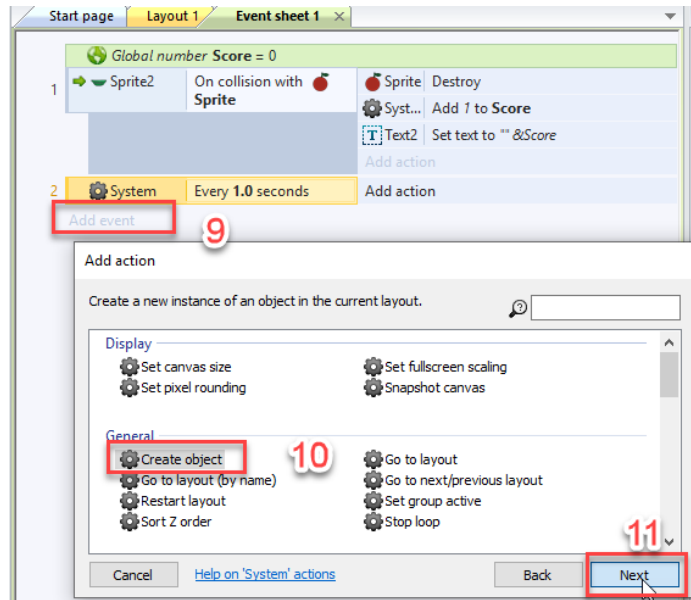 Start page Layout 1 Event sheet 1
Global number Score = 0
1 Sprite2 On collision with Sprite Destroy
Sprite Syst... Add 1 to Score
T Text2 Set text to "" &Score
Add action
2 System Every 1.0 seconds Add action
Add event
9
Add action
Create a new instance of an object in the current layout.
Display
Set canvas size Set fullscreen scaling
Set pixel rounding Snapshot canvas
General
Create object 10 Go to layout
Go to layout (by name) Go to next/previous layout
Restart layout Set group active
Sort Z order Stop loop
11
Cancel Help on 'System' actions Back Next